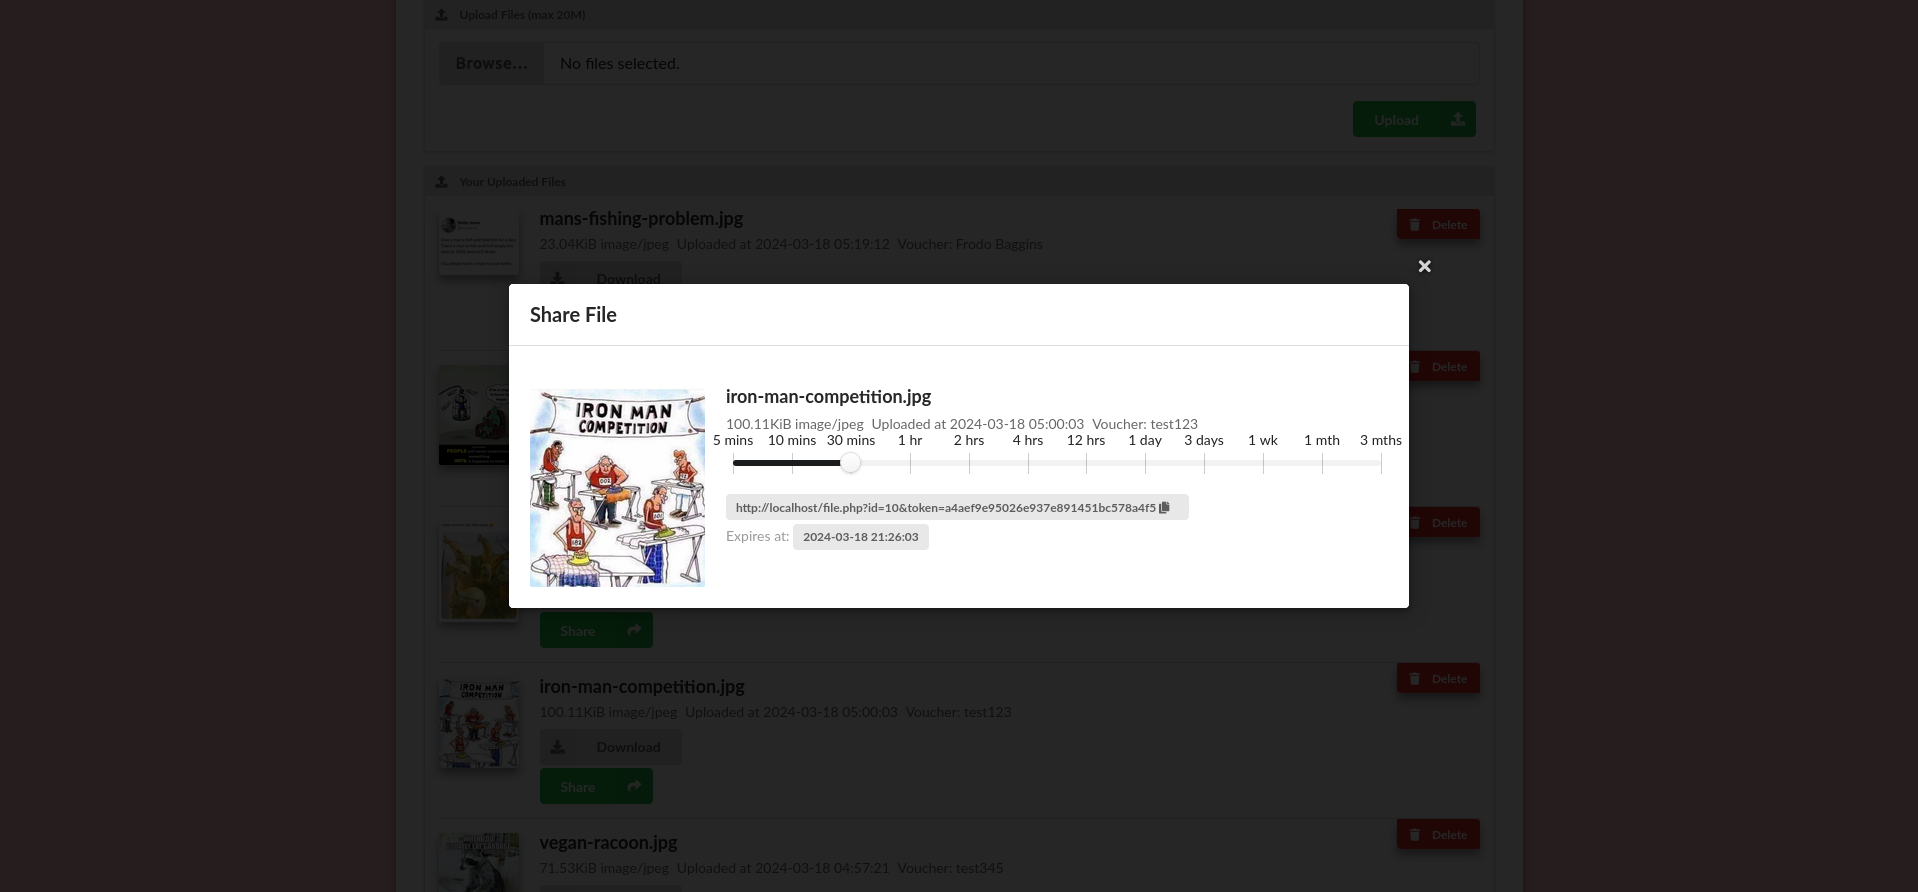 Upload Files (max 20M)
Browse... No files selected.
Upload
Your Uploaded Files
mans-fishing-problem.jpg
Delete
23.04KiB image/jpeg Uploaded at 2024-03-18 05:19:12 Voucher: Frodo Baggins
Download
Share File
Delete
IRON MAN
COMPETITION
iron-man-competition.jpg
100.11KiB image/jpeg Uploaded at 2024-03-18 05:00:03 Voucher: test123
5 mins 10 mins 30 mins 1 hr 2 hrs 4 hrs 12 hrs 1 day 3 days 1 wk 1 mth 3 mths
http://localhost/file.php?id=10&token=a4aef9e95026e937e891451bc578a4f5
Delete
Expires at: 2024-03-18 21:26:03
Share
iron-man-competition.jpg
Delete
IRON MAN
COMPETITION
100.11KiB image/jpeg Uploaded at 2024-03-18 05:00:03 Voucher: test123
Download
Share
vegan-racoon.jpg
Delete
71.53KiB image/jpeg Uploaded at 2024-03-18 04:57:21 Voucher: test345